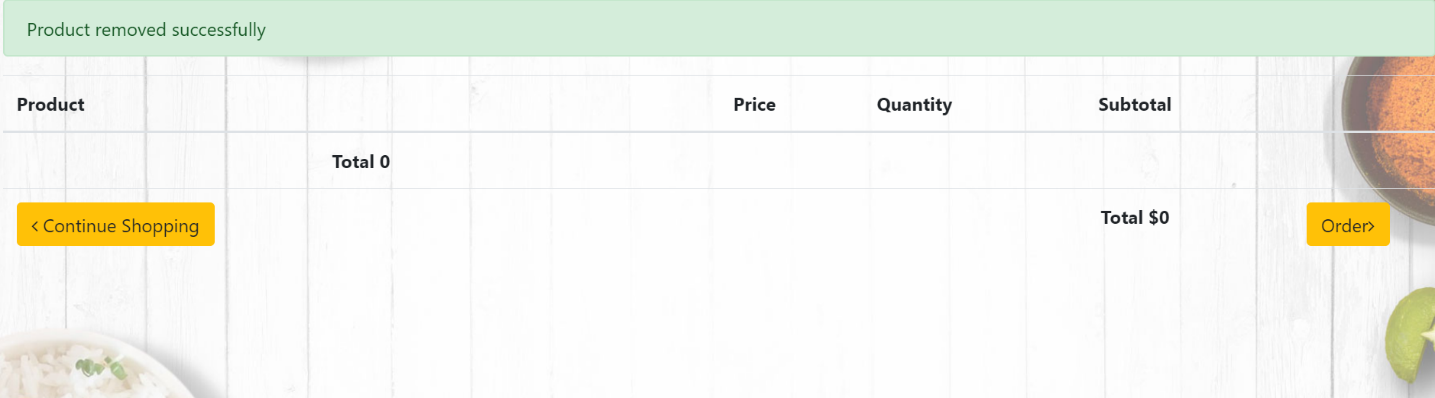 Product removed successfully
Product Price Quantity Subtotal
Total 0
< Continue Shopping Total $0 Order>